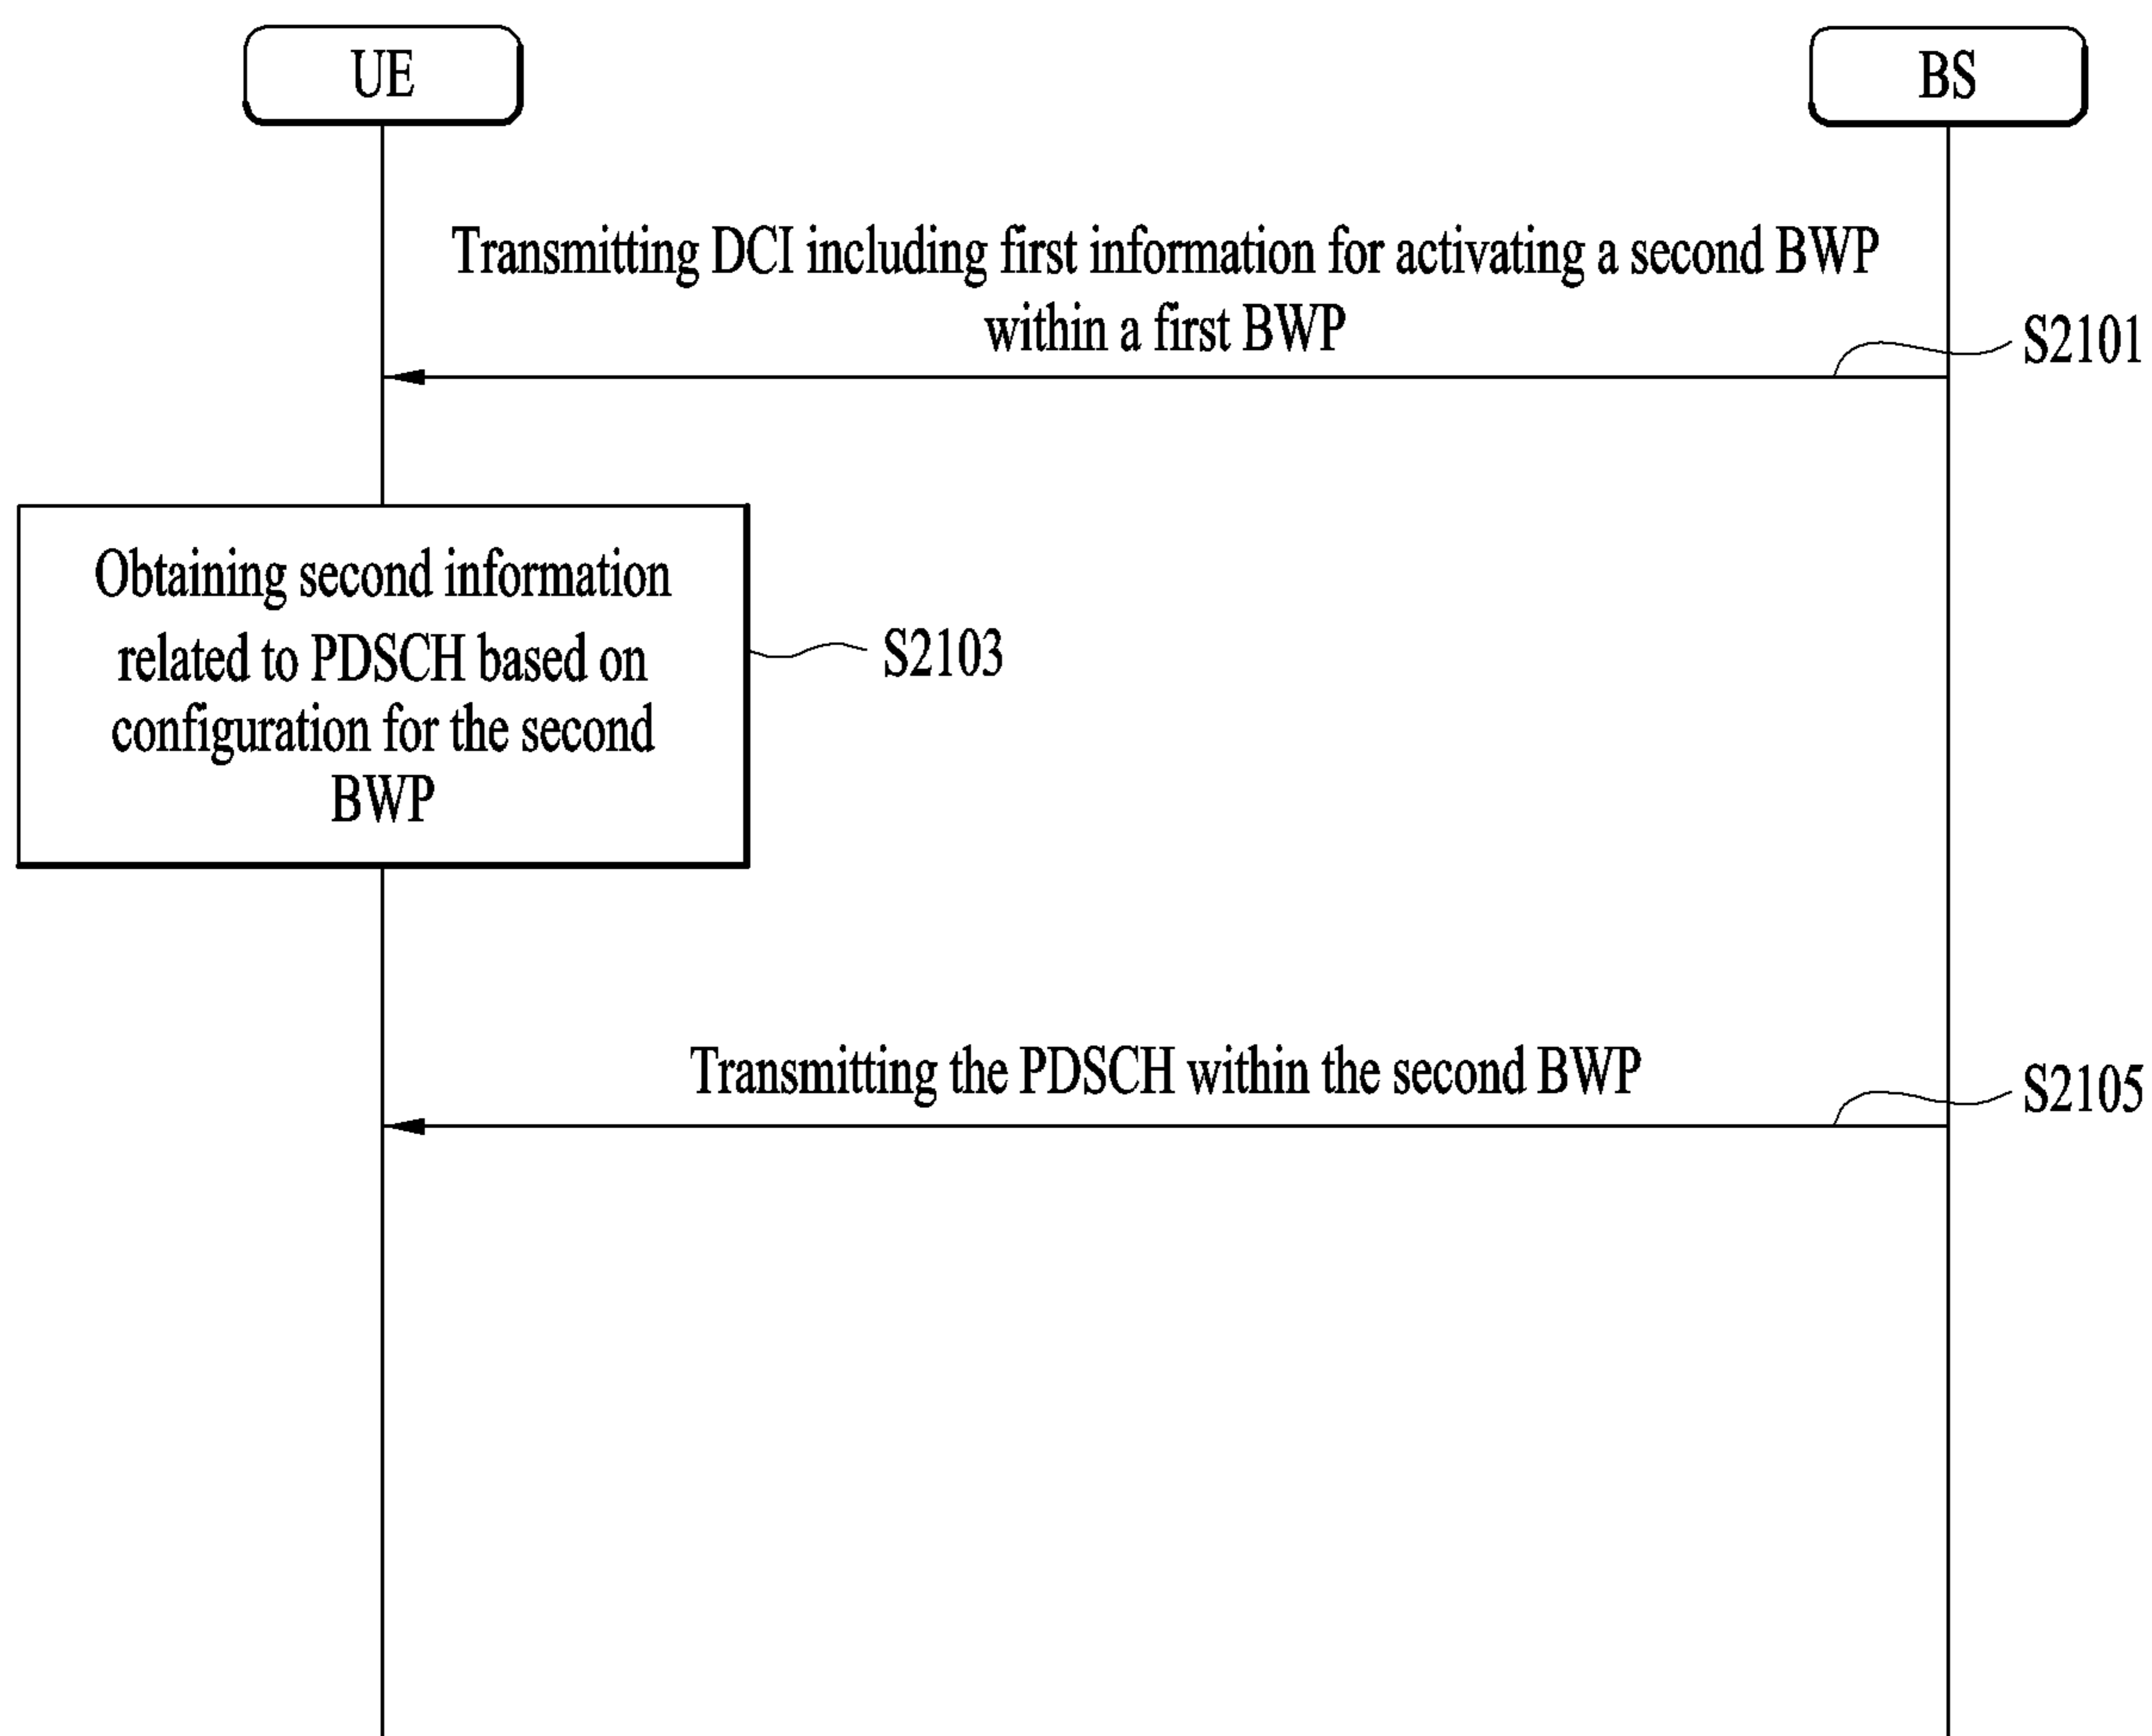 UE
BS
Transmitting DCI including first information for activating a second BWP
within a first BWP
S2101
Obtaining second information
related to PDSCH based on
configuration for the second
BWP
S2103
Transmitting the PDSCH within the second BWP
S2105